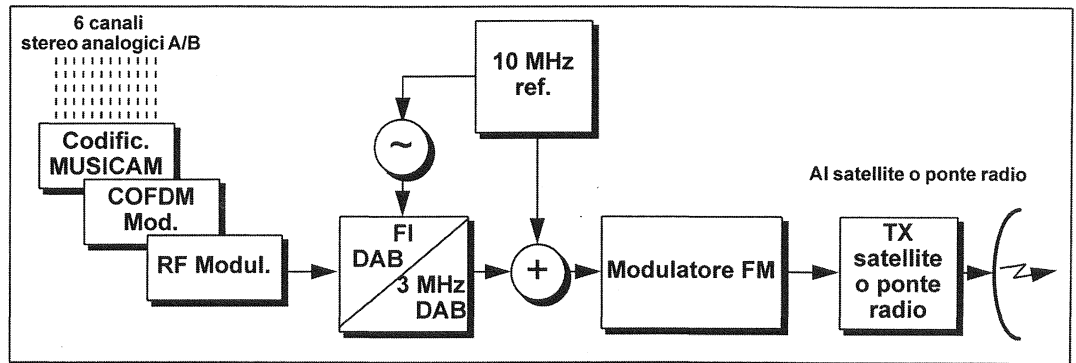 6 canali
stereo analogici A/B
10 MHz
ref.
Codific.
MUSICAM
~
COFDM
Mod.
RF Modul.
FI
DAB
3 MHz
DAB
+
Modulatore FM
Al satellite o ponte radio
TX
satellite
o ponte
radio